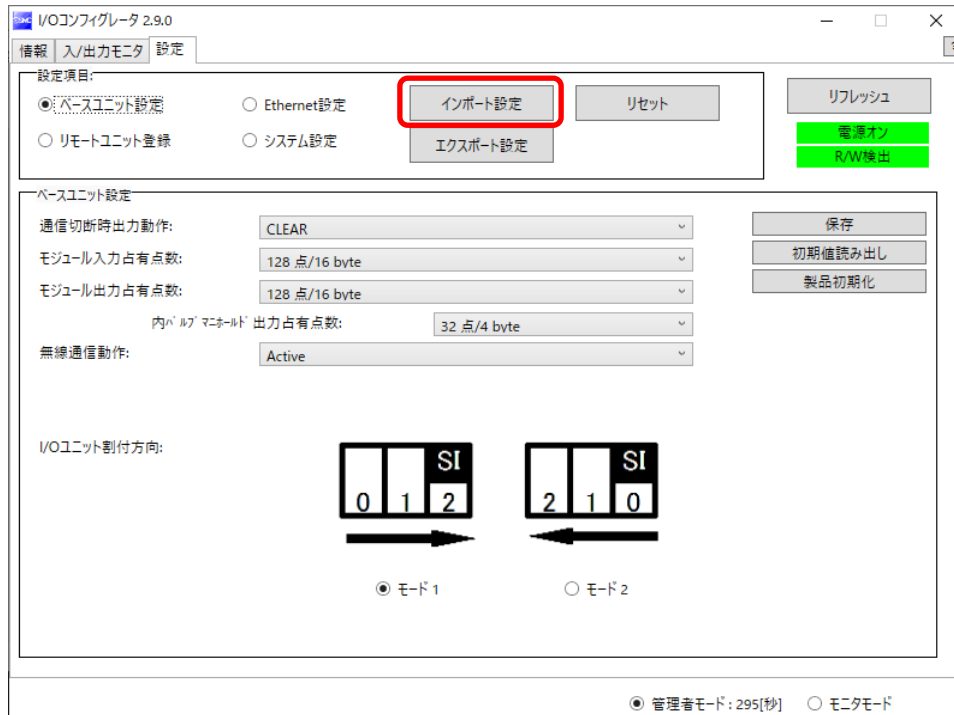 SMC I/Oコンフィグレータ 2.9.0
情報 入/出力モニタ 設定
設定項目:
ベースユニット設定 Ethernet設定 インポート設定 リセット リフレッシュ
リモートユニット登録 システム設定 エクスポート設定 電源オン
R/W検出
ベースユニット設定
通信切断時出力動作: CLEAR 保存
モジュール入力占有点数: 128 点/16 byte 初期値読み出し
モジュール出力占有点数: 128 点/16 byte 製品初期化
内バルブマニホールド出力占有点数: 32 点/4 byte
無線通信動作: Active
I/Oユニット割付方向:
SI SI
0 1 2 2 1 0
モード 1 モード 2
管理者モード : 295[秒] モニタモード